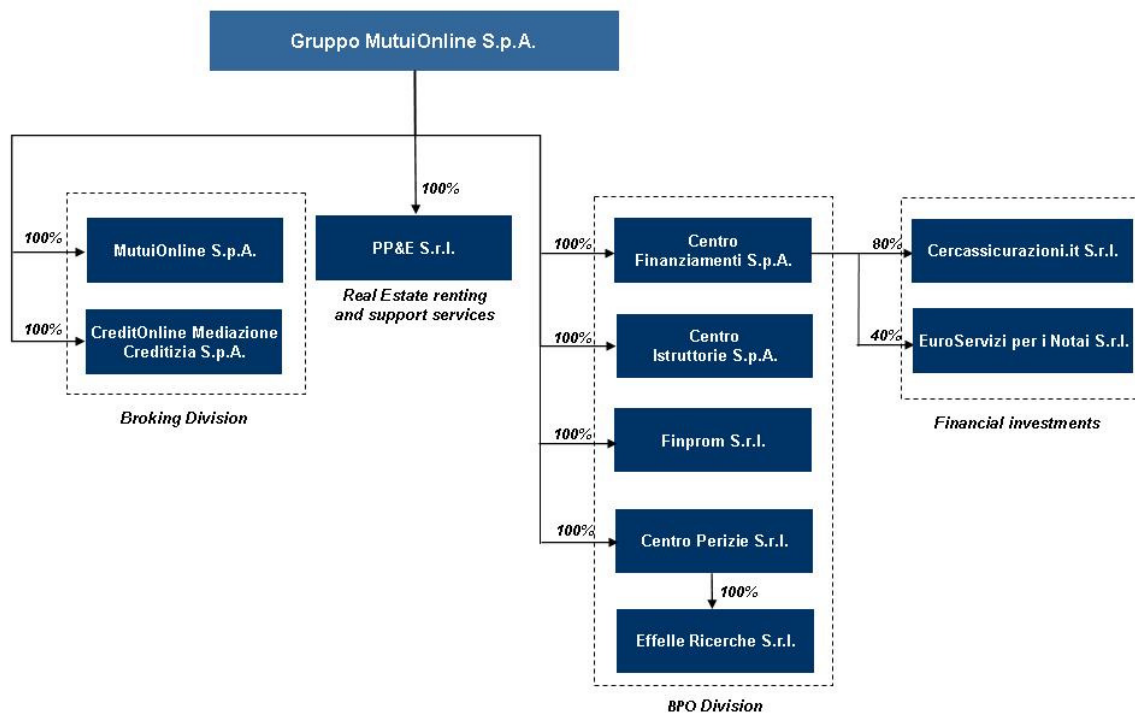 Gruppo MutuiOnline S.p.A.
100%
MutuiOnline S.p.A.
100%
CreditOnline Mediazione
Creditizia S.p.A.
Broking Division
100%
PP&E S.r.l.
Real Estate renting
and support services
100%
Centro
Finanziamenti S.p.A.
100%
Centro
Istruttorie S.p.A.
100%
Finprom S.r.l.
100%
Centro Perizie S.r.l.
100%
Effelle Ricerche S.r.l.
BPO Division
80%
Cercassicurazioni.it S.r.l.
40%
EuroServizi per i Notai S.r.l.
Financial investments